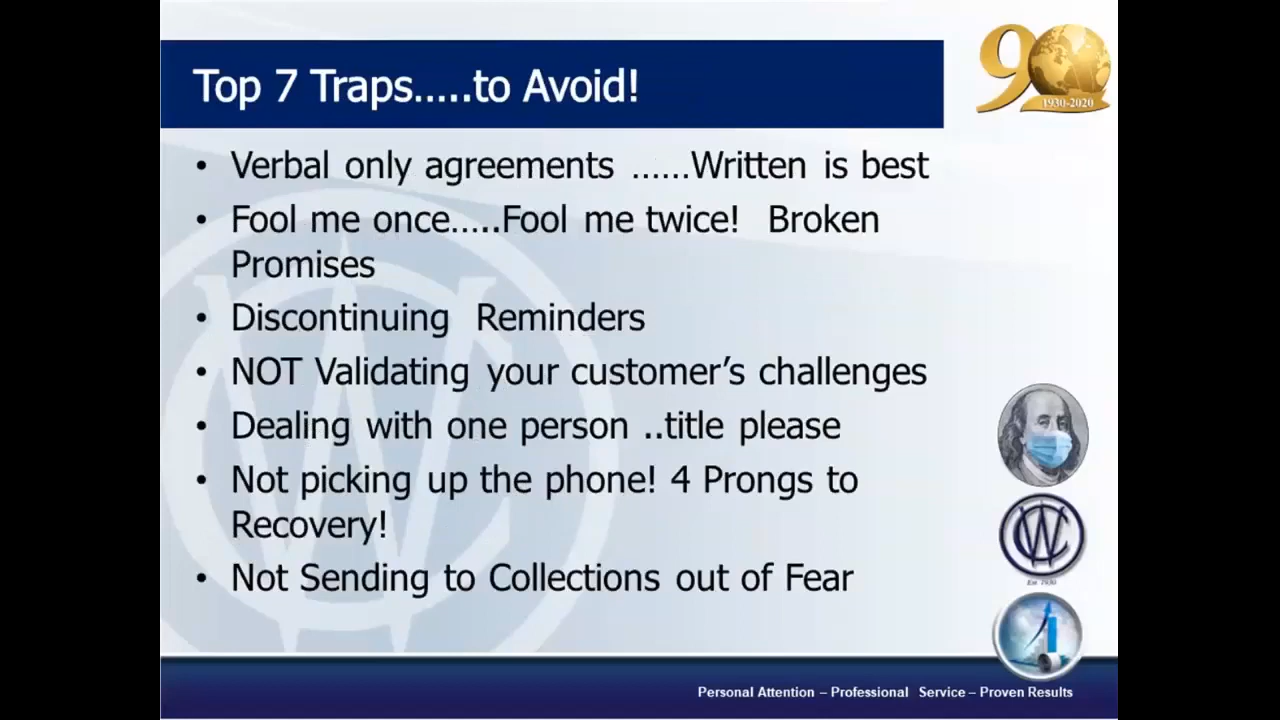 Top 7 Traps.....to Avoid!
90
1930-2020
• Verbal only agreements ......Written is best
• Fool me once.....Fool me twice! Broken
Promises
• Discontinuing Reminders
• NOT Validating your customer's challenges
• Dealing with one person ..title please
• Not picking up the phone! 4 Prongs to
Recovery!
• Not Sending to Collections out of Fear
Est 1930
Personal Attention – Professional Service – Proven Results